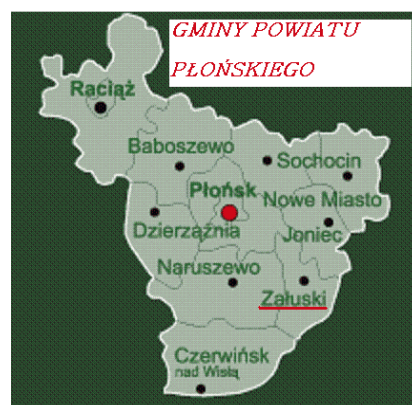 GMINY POWIATU
PŁOŃSKIEGO
Raciąż
Baboszewo
Sochocin
Płońsk
Nowe Miasto
Dzierzążnia
Joniec
Naruszewo
Załuski
Czerwińsk
nad Wisłą